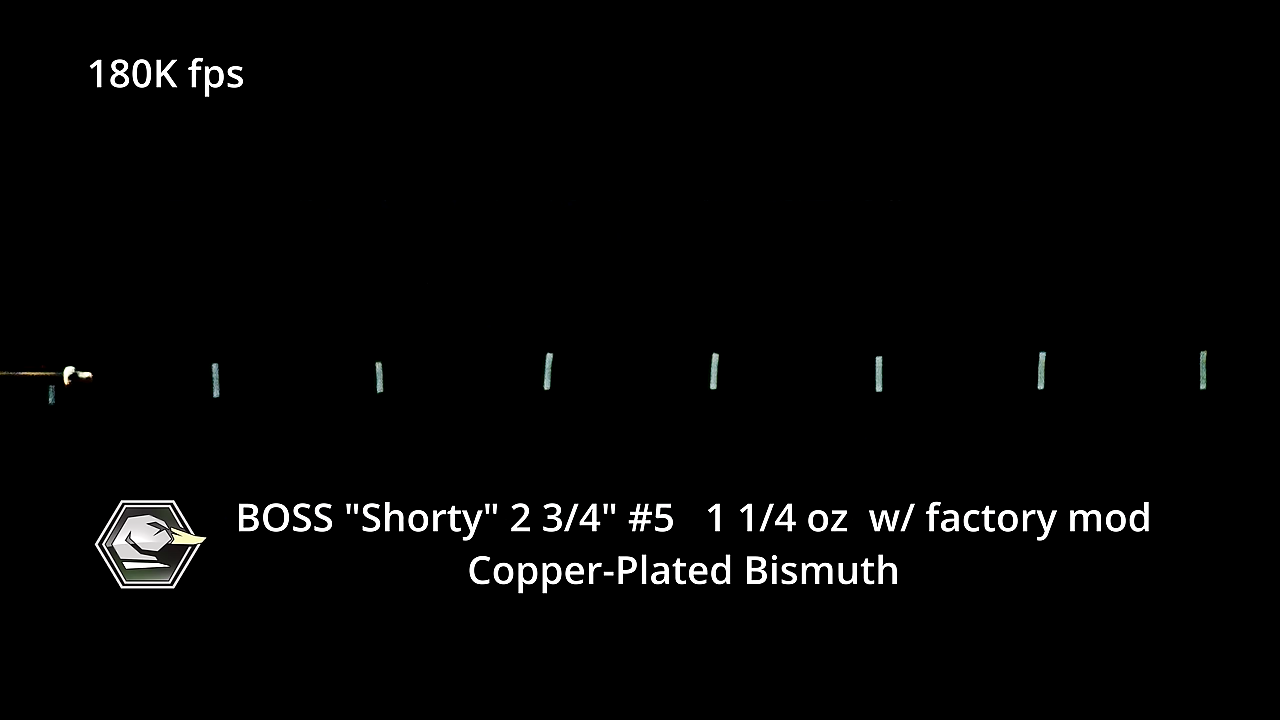 180K fps
BOSS "Shorty" 2 3/4" #5 1 1/4 oz w/ factory mod
Copper-Plated Bismuth